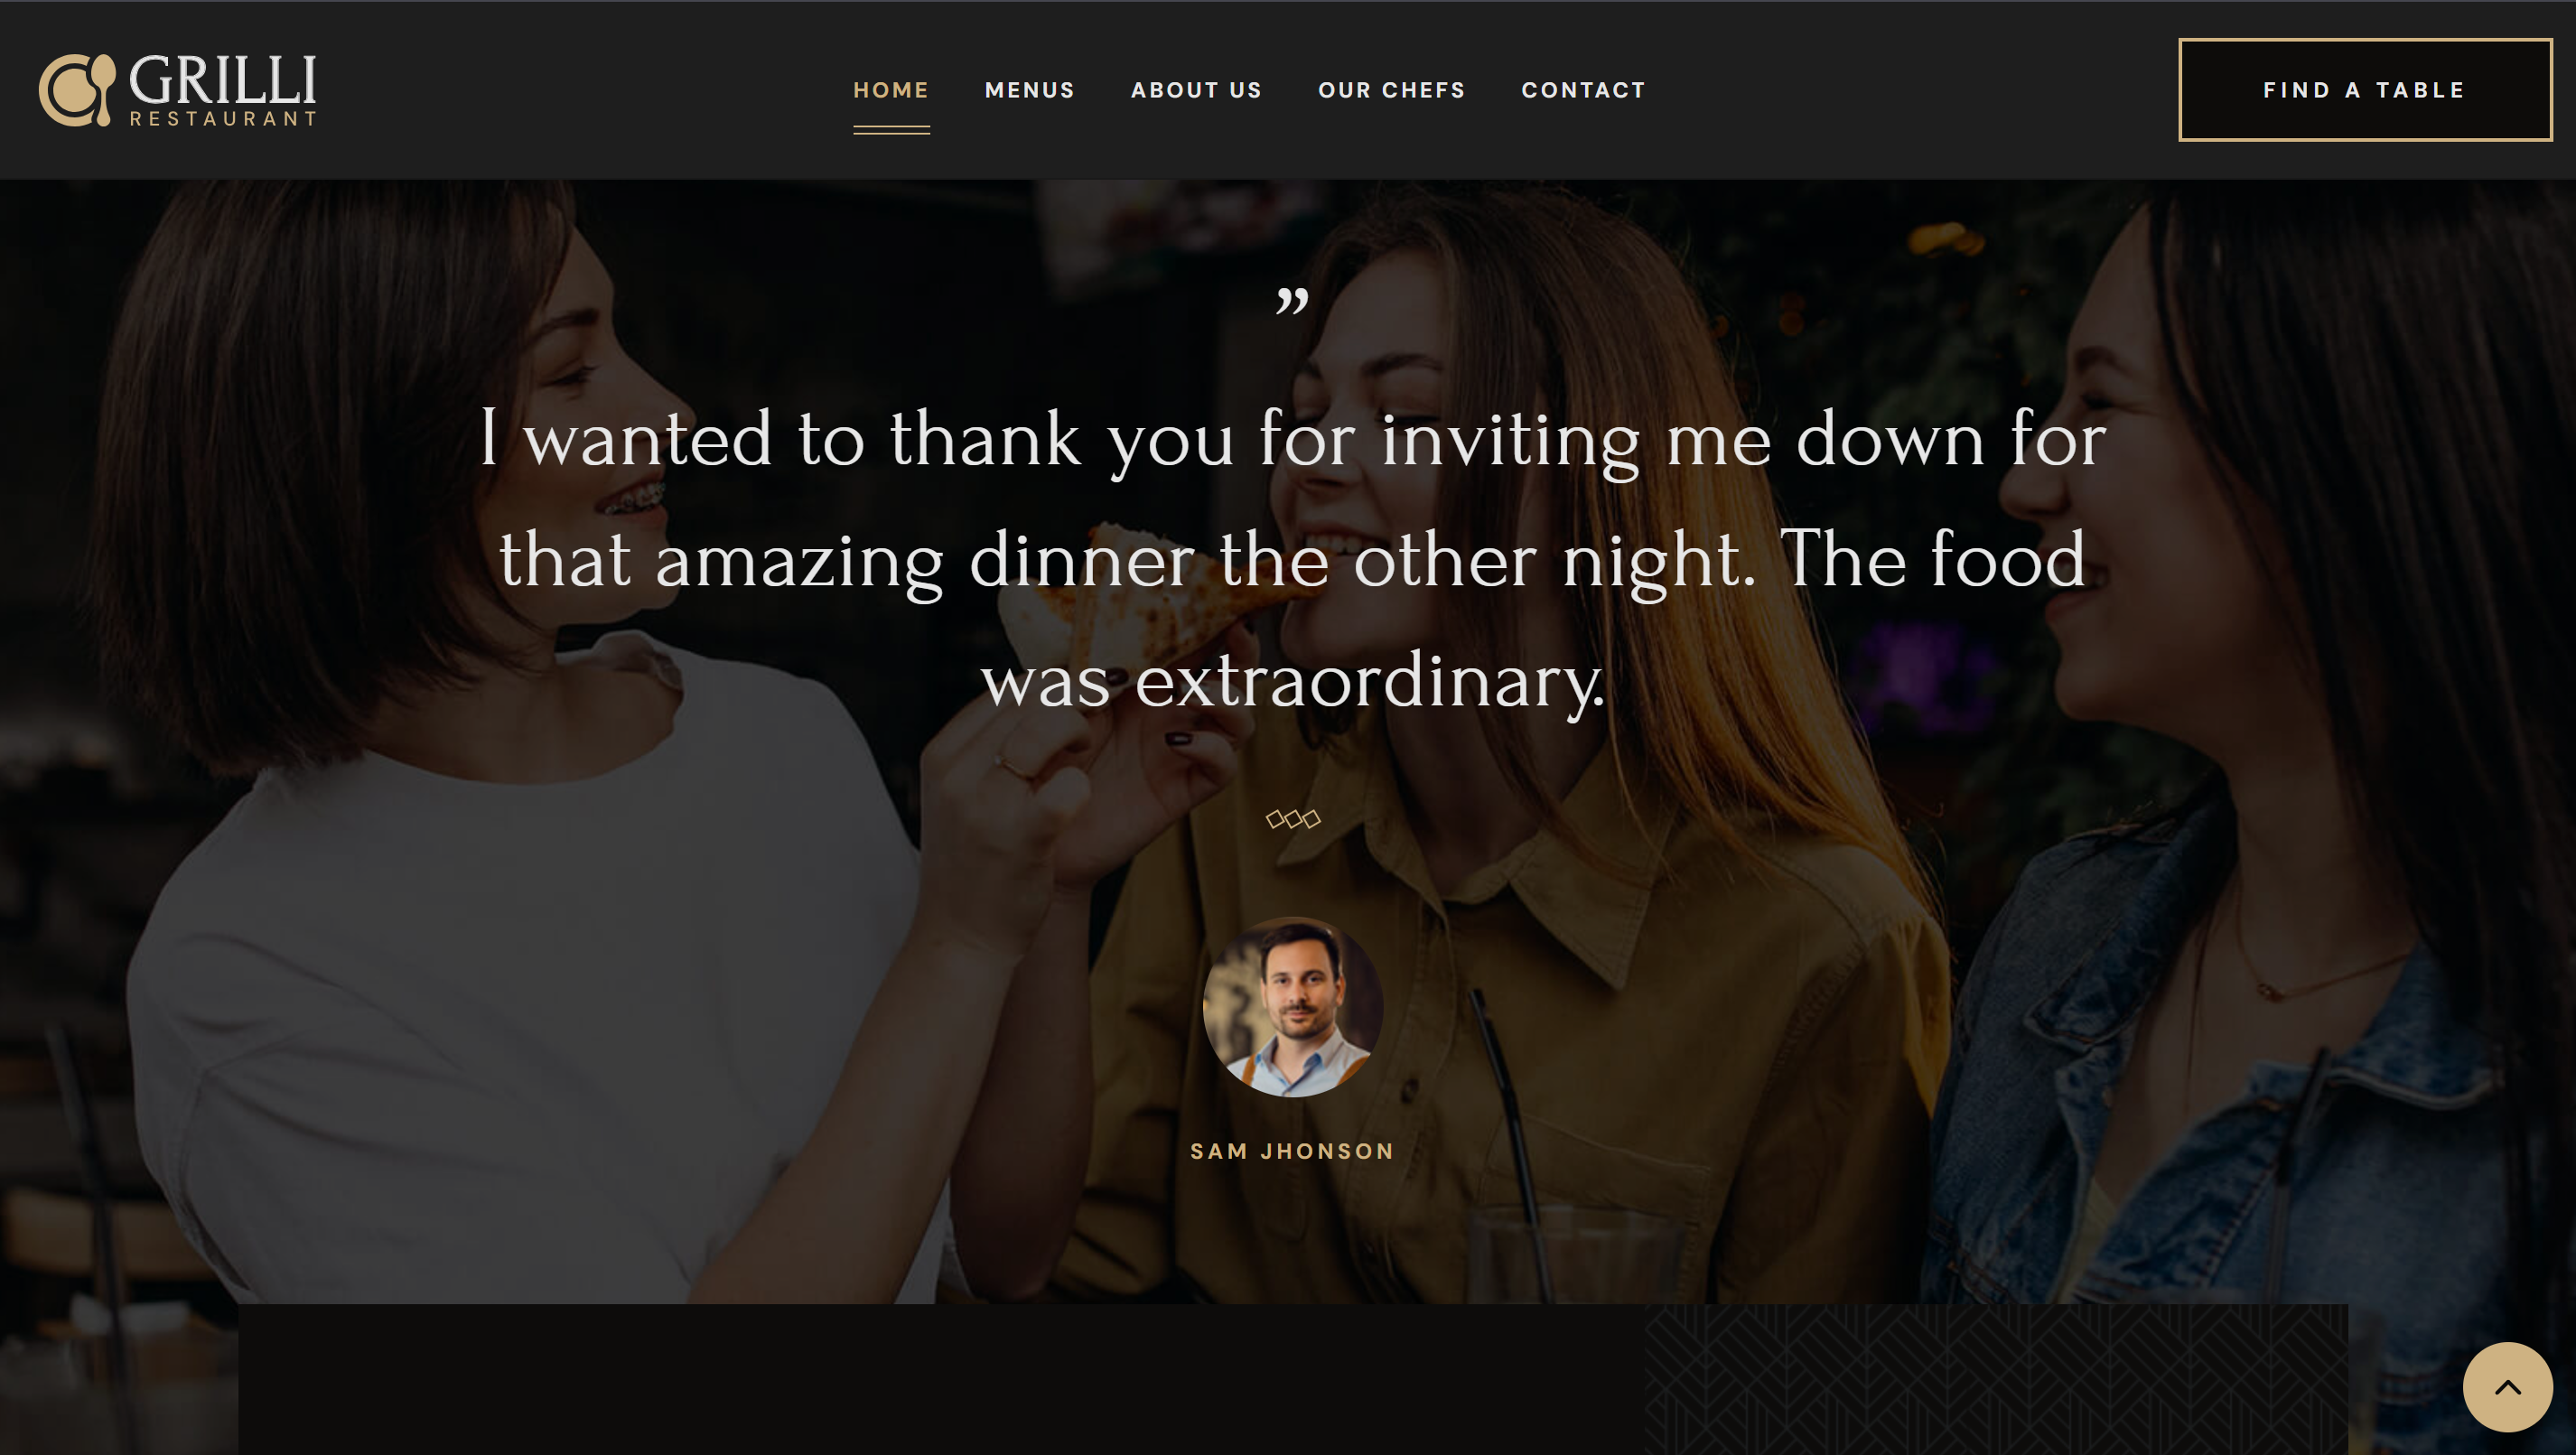 GRILLI
RESTAURANT
HOME MENUS ABOUT US OUR CHEFS CONTACT
FIND A TABLE
”
I wanted to thank you for inviting me down for
that amazing dinner the other night. The food
was extraordinary.
SAM JHONSON